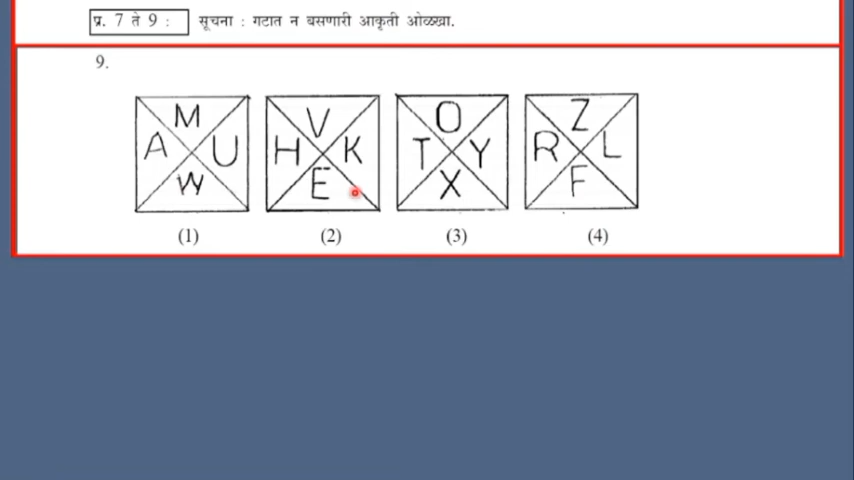 प्र. 7 ते 9 : सूचना : गटात न बसणारी आकृती ओळखा.
9.
M V O Z
A U H K T Y R L
W E X F
(1) (2) (3) (4)